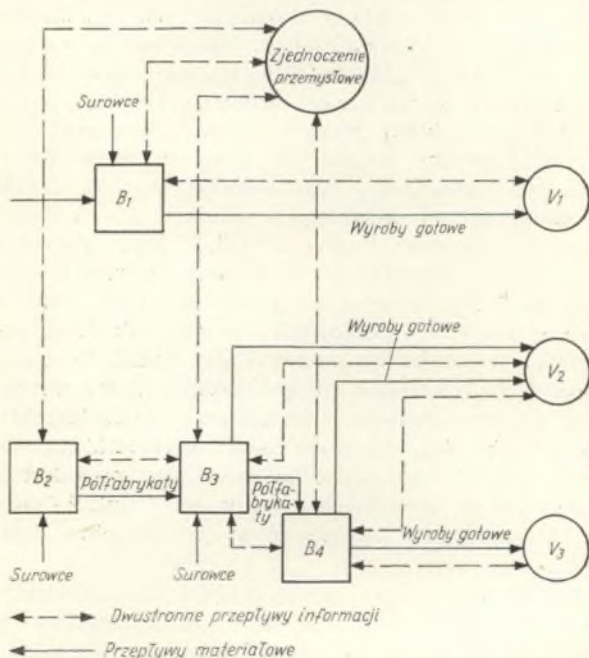 Zjednoczenie
przemysłowe
Surowce
B1
V1
Wyroby gotowe
Wyroby gotowe
V2
B2
Półfabrykaty
B3
Półfa-
bryka-
ty
B4
Wyroby gotowe
V3
Surowce
Surowce
Dwustronne przepływy informacji
Przepływy materiałowe